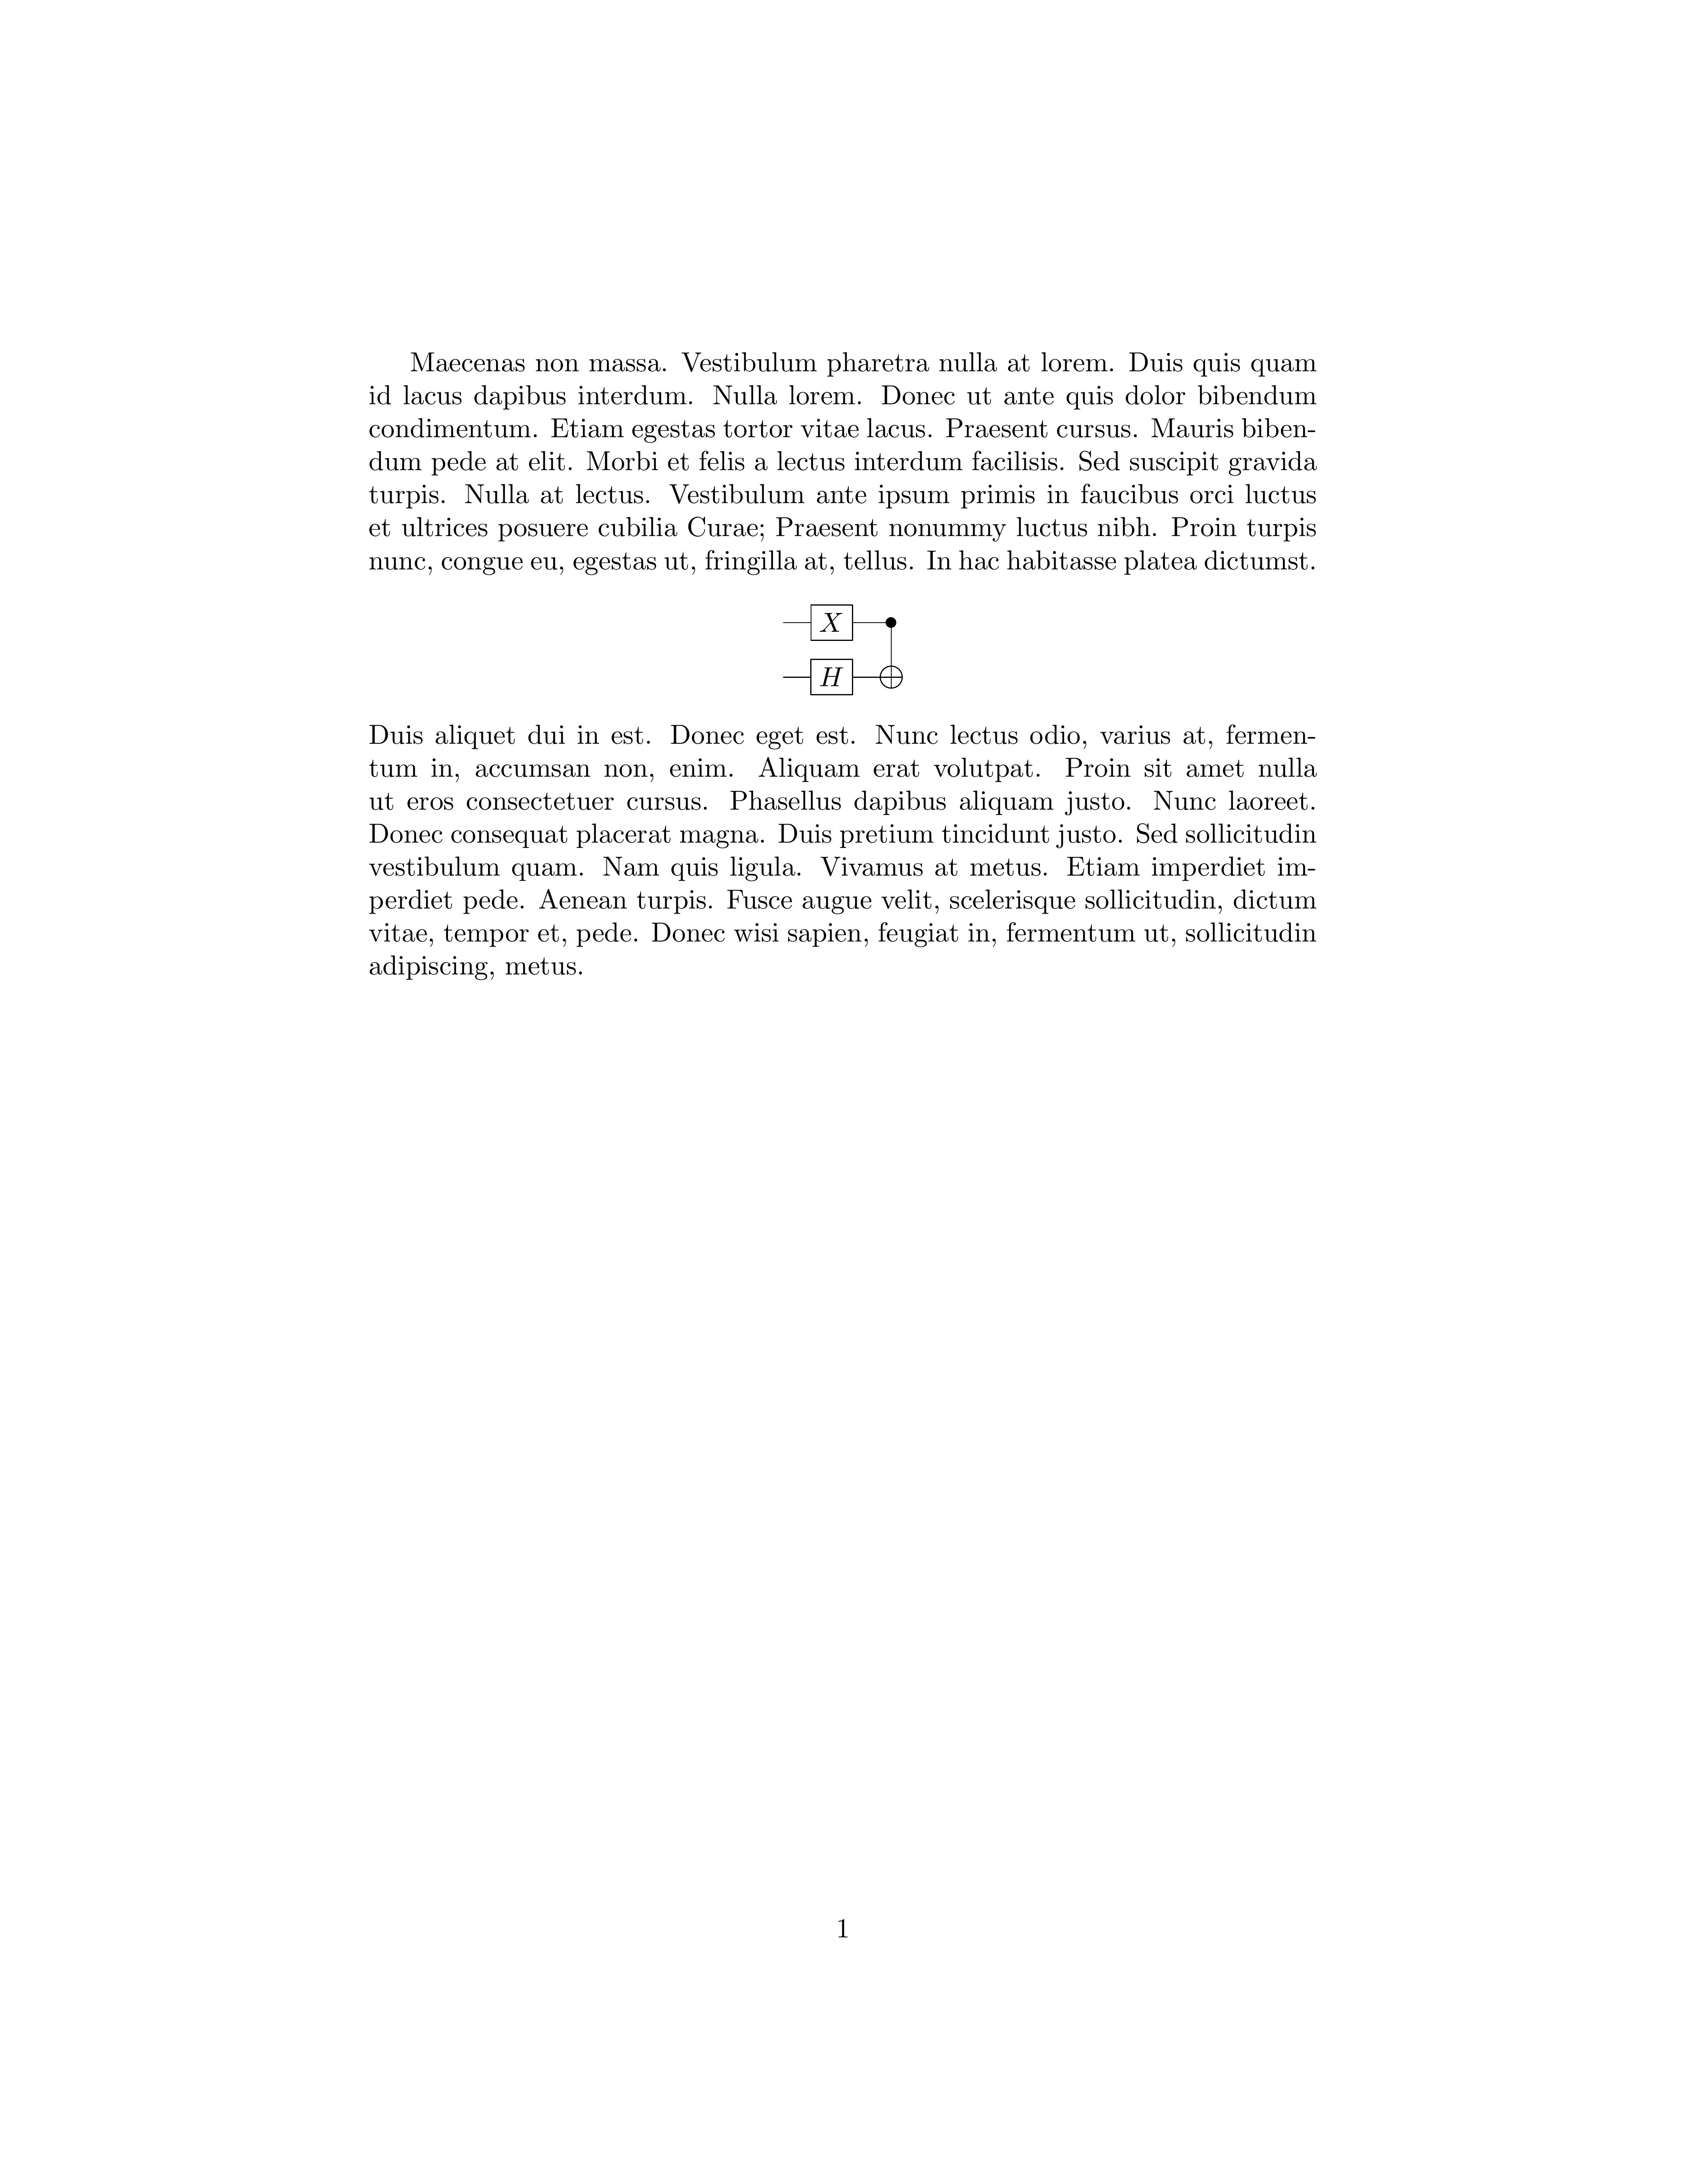 Maecenas non massa. Vestibulum pharetra nulla at lorem. Duis quis quam
id lacus dapibus interdum. Nulla lorem. Donec ut ante quis dolor bibendum
condimentum. Etiam egestas tortor vitae lacus. Praesent cursus. Mauris biben-
dum pede at elit. Morbi et felis a lectus interdum facilisis. Sed suscipit gravida
turpis. Nulla at lectus. Vestibulum ante ipsum primis in faucibus orci luctus
et ultrices posuere cubilia Curae; Praesent nonummy luctus nibh. Proin turpis
nunc, congue eu, egestas ut, fringilla at, tellus. In hac habitasse platea dictumst.
X
H
Duis aliquet dui in est. Donec eget est. Nunc lectus odio, varius at, fermen-
tum in, accumsan non, enim. Aliquam erat volutpat. Proin sit amet nulla
ut eros consectetuer cursus. Phasellus dapibus aliquam justo. Nunc laoreet.
Donec consequat placerat magna. Duis pretium tincidunt justo. Sed sollicitudin
vestibulum quam. Nam quis ligula. Vivamus at metus. Etiam imperdiet im-
perdiet pede. Aenean turpis. Fusce augue velit, scelerisque sollicitudin, dictum
vitae, tempor et, pede. Donec wisi sapien, feugiat in, fermentum ut, sollicitudin
adipiscing, metus.
1